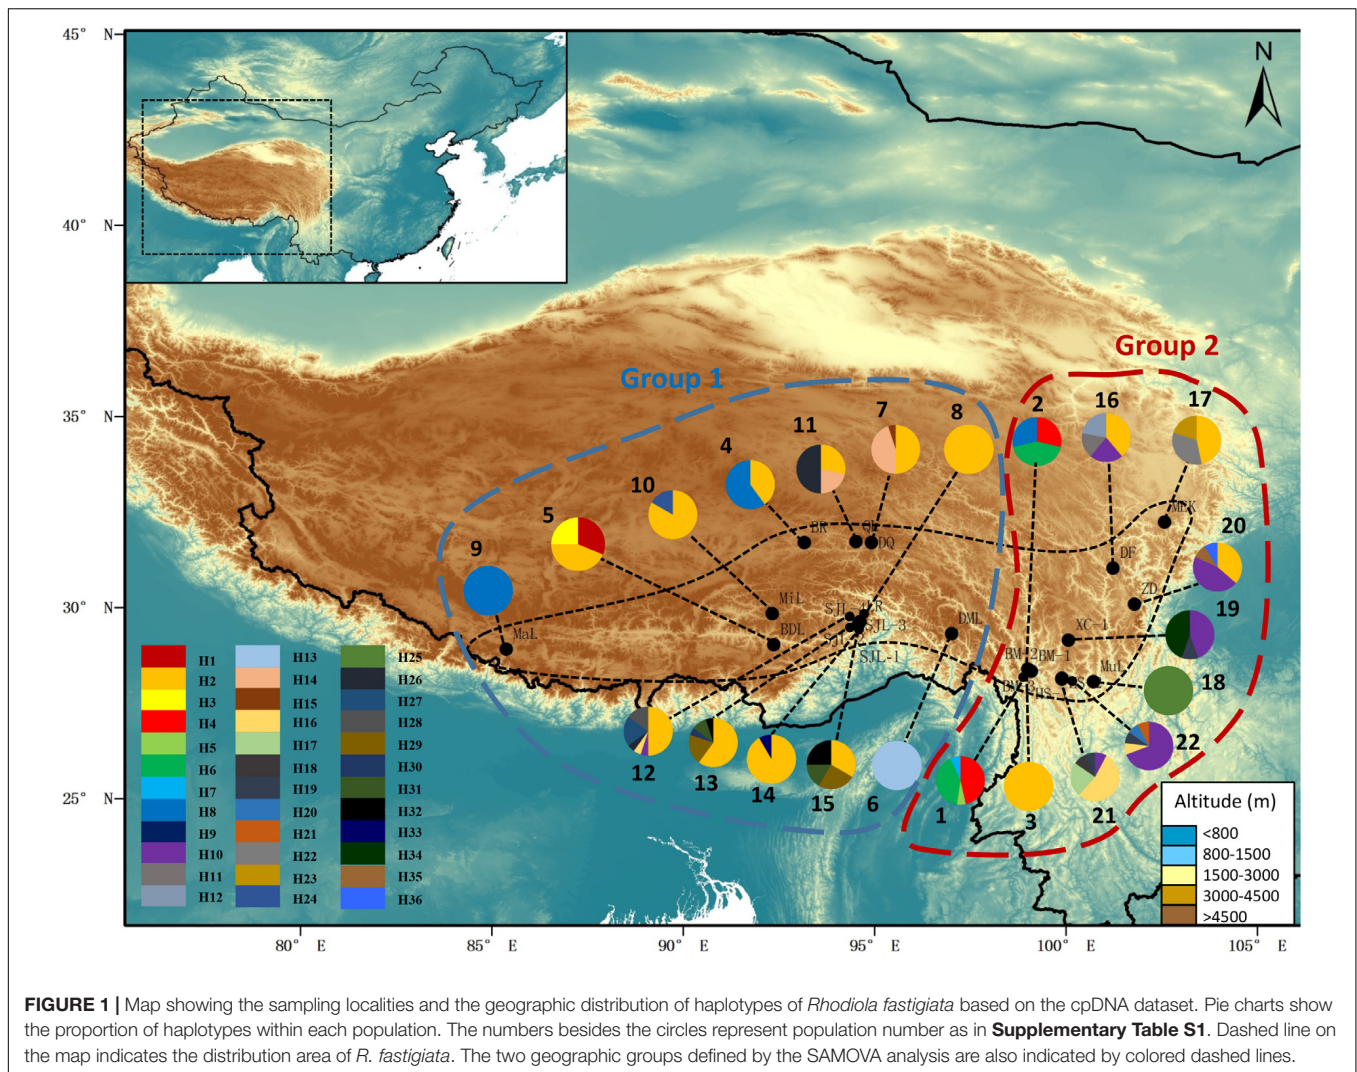 45° N
40° N
35° N
30° N
25° N
80° E
85° E
90° E
95° E
100° E
105° E
N
Group 1
Group 2
5
9
10
4
11
7
8
2
16
17
20
19
18
22
21
3
1
6
15
14
13
12
MaL
MiL
BDL
BR
DQ
SJL-3
SJL-1
DML
BM-2
BM-1
XC-1
MuL
ZD
DF
MEK
H1
H2
H3
H4
H5
H6
H7
H8
H9
H10
H11
H12
H13
H14
H15
H16
H17
H18
H19
H20
H21
H22
H23
H24
H25
H26
H27
H28
H29
H30
H31
H32
H33
H34
H35
H36
Altitude (m)
<800
800-1500
1500-3000
3000-4500
>4500
FIGURE 1 | Map showing the sampling localities and the geographic distribution of haplotypes of Rhodiola fastigiata based on the cpDNA dataset. Pie charts show
the proportion of haplotypes within each population. The numbers besides the circles represent population number as in Supplementary Table S1. Dashed line on
the map indicates the distribution area of R. fastigiata. The two geographic groups defined by the SAMOVA analysis are also indicated by colored dashed lines.